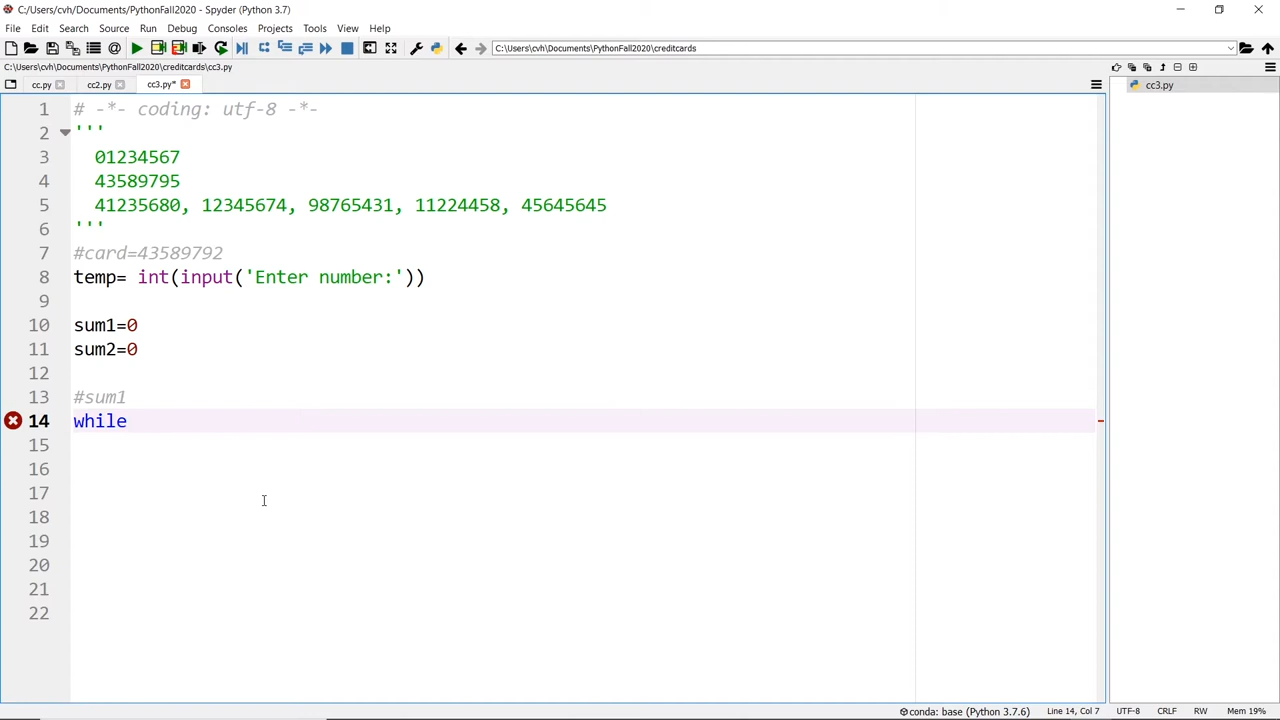 C:/Users/cvh/Documents/PythonFall2020 - Spyder (Python 3.7)
File Edit Search Source Run Debug Consoles Projects Tools View Help
C:\Users\cvh\Documents\PythonFall2020\creditcards
C:\Users\cvh\Documents\PythonFall2020\creditcards\cc3.py
cc.py cc2.py cc3.py* cc3.py
1 # -*- coding: utf-8 -*-
2 '''
3 01234567
4 43589795
5 41235680, 12345674, 98765431, 11224458, 45645645
6 '''
7 #card=43589792
8 temp= int(input('Enter number:'))
9
10 sum1=0
11 sum2=0
12
13 #sum1
14 while
15
16
17
18
19
20
21
22
conda: base (Python 3.7.6) Line 14, Col 7 UTF-8 CRLF RW Mem 19%